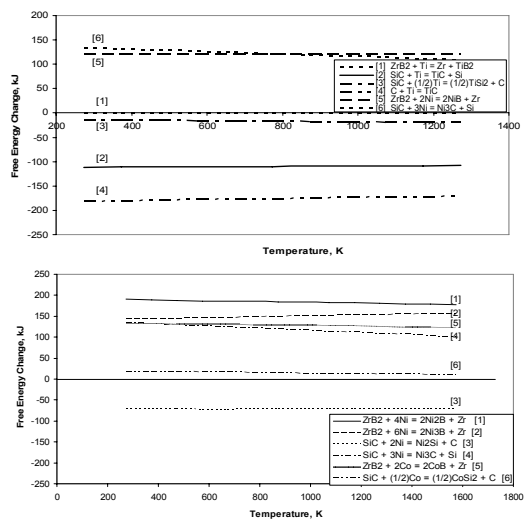 200
150
100
50
0
-50
-100
-150
-200
-250
Free Energy Change, kJ
[6]
[5]
[1]
[3]
[2]
[4]
200 400 600 800 1000 1200 1400
[1] ZrB2 + Ti = Zr + TiB2
[2] SiC + Ti = TiC + Si
[3] SiC + (1/2)Ti = (1/2)TiSi2 + C
[4] C + Ti = TiC
[5] ZrB2 + 2Ni = 2NiB + Zr
[6] SiC + 3Ni = Ni3C + Si
Temperature, K
250
200
150
100
50
0
-50
-100
-150
-200
-250
Free Energy Change, kJ
[1]
[2]
[5]
[4]
[6]
[3]
ZrB2 + 4Ni = 2Ni2B + Zr [1]
ZrB2 + 6Ni = 2Ni3B + Zr [2]
SiC + 2Ni = Ni2Si + C [3]
SiC + 3Ni = Ni3C + Si [4]
ZrB2 + 2Co = 2CoB + Zr [5]
SiC + (1/2)Co = (1/2)CoSi2 + C [6]
0 200 400 600 800 1000 1200 1400 1600 1800
Temperature, K